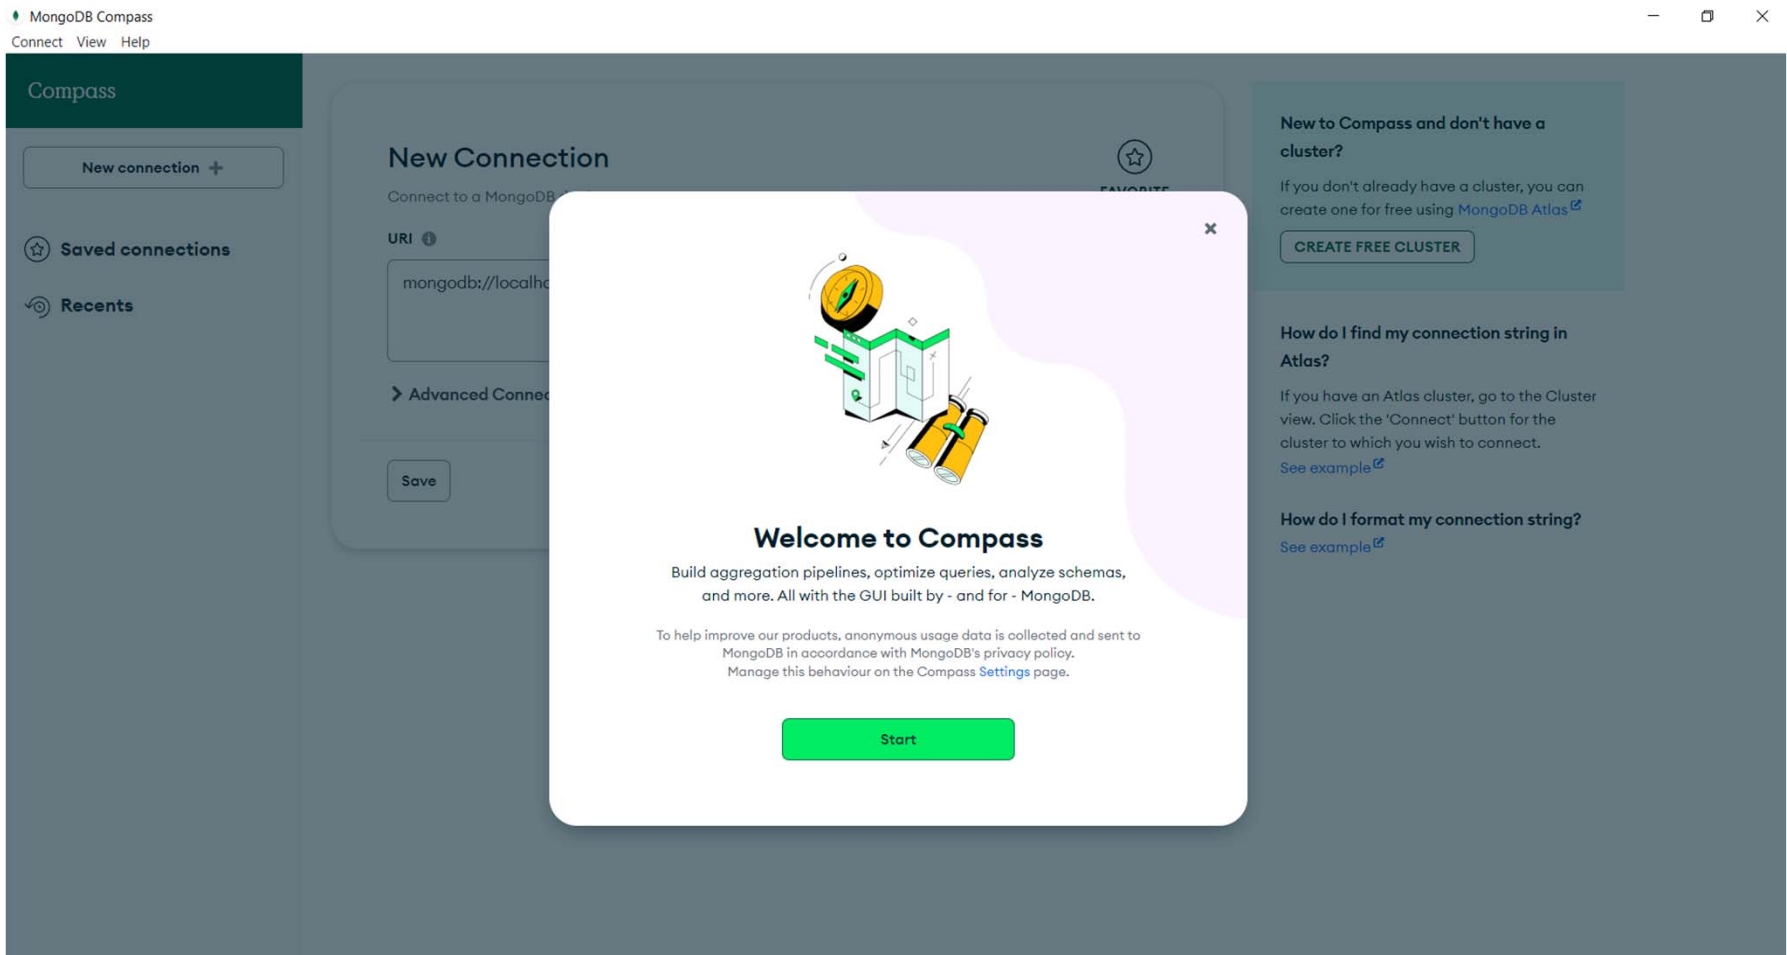 MongoDB Compass
Connect View Help
Compass
New connection
Saved connections
Recents
New Connection
Connect to a MongoDB
FAVORITE
URI
mongodb://localho
Advanced Connec
Save
Welcome to Compass
Build aggregation pipelines, optimize queries, analyze schemas,
and more. All with the GUI built by - and for - MongoDB.
To help improve our products, anonymous usage data is collected and sent to
MongoDB in accordance with MongoDB's privacy policy.
Manage this behaviour on the Compass Settings page.
Start
New to Compass and don't have a
cluster?
If you don't already have a cluster, you can
create one for free using MongoDB Atlas
CREATE FREE CLUSTER
How do I find my connection string in
Atlas?
If you have an Atlas cluster, go to the Cluster
view. Click the 'Connect' button for the
cluster to which you wish to connect.
See example
How do I format my connection string?
See example